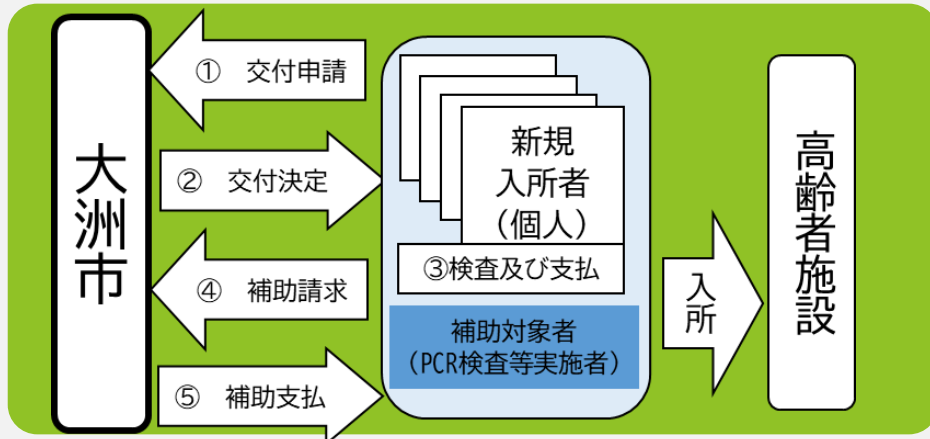 大洲市
① 交付申請
② 交付決定
④ 補助請求
⑤ 補助支払
新規
入所者
（個人）
③検査及び支払
補助対象者
（PCR検査等実施者）
入所
高齢者施設